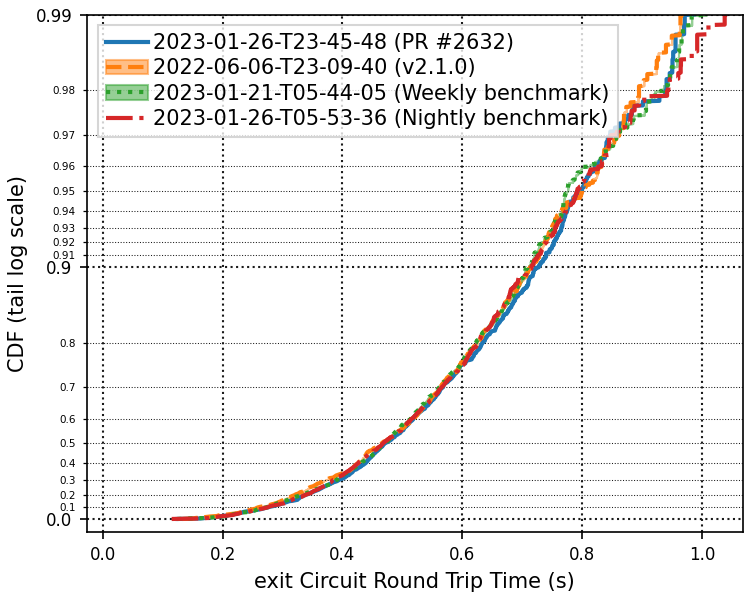 0.99
2023-01-26-T23-45-48 (PR #2632)
2022-06-06-T23-09-40 (v2.1.0)
2023-01-21-T05-44-05 (Weekly benchmark)
2023-01-26-T05-53-36 (Nightly benchmark)
0.98
0.97
0.96
0.95
0.94
0.93
0.92
0.91
0.9
0.8
0.7
0.6
0.5
0.4
0.3
0.2
0.1
0.0
CDF (tail log scale)
0.0 0.2 0.4 0.6 0.8 1.0
exit Circuit Round Trip Time (s)